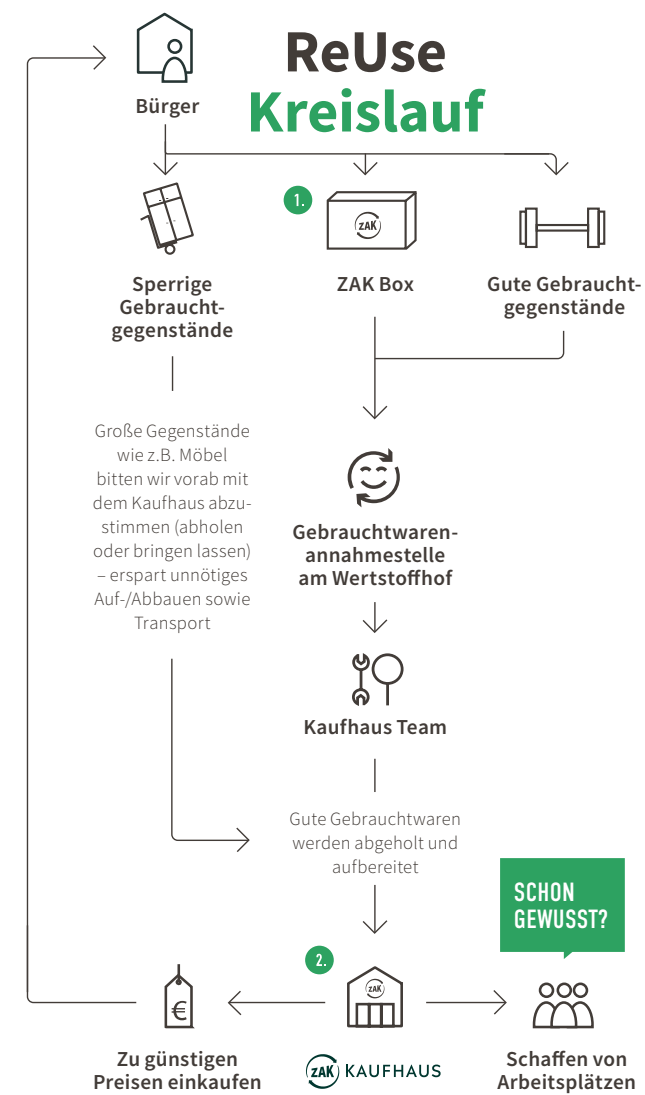 ReUse
Kreislauf
Bürger
1.
ZAK
Sperrige
Gebraucht-
gegenstände
ZAK Box
Gute Gebraucht-
gegenstände
Große Gegenstände
wie z.B. Möbel
bitten wir vorab mit
dem Kaufhaus abzu-
stimmen (abholen
oder bringen lassen)
– erspart unnötiges
Auf-/Abbauen sowie
Transport
Gebrauchtwaren-
annahmestelle
am Wertstoffhof
Kaufhaus Team
Gute Gebrauchtwaren
werden abgeholt und
aufbereitet
SCHON
GEWUSST?
2.
ZAK
€
Zu günstigen
Preisen einkaufen
ZAK KAUFHAUS
Schaffen von
Arbeitsplätzen